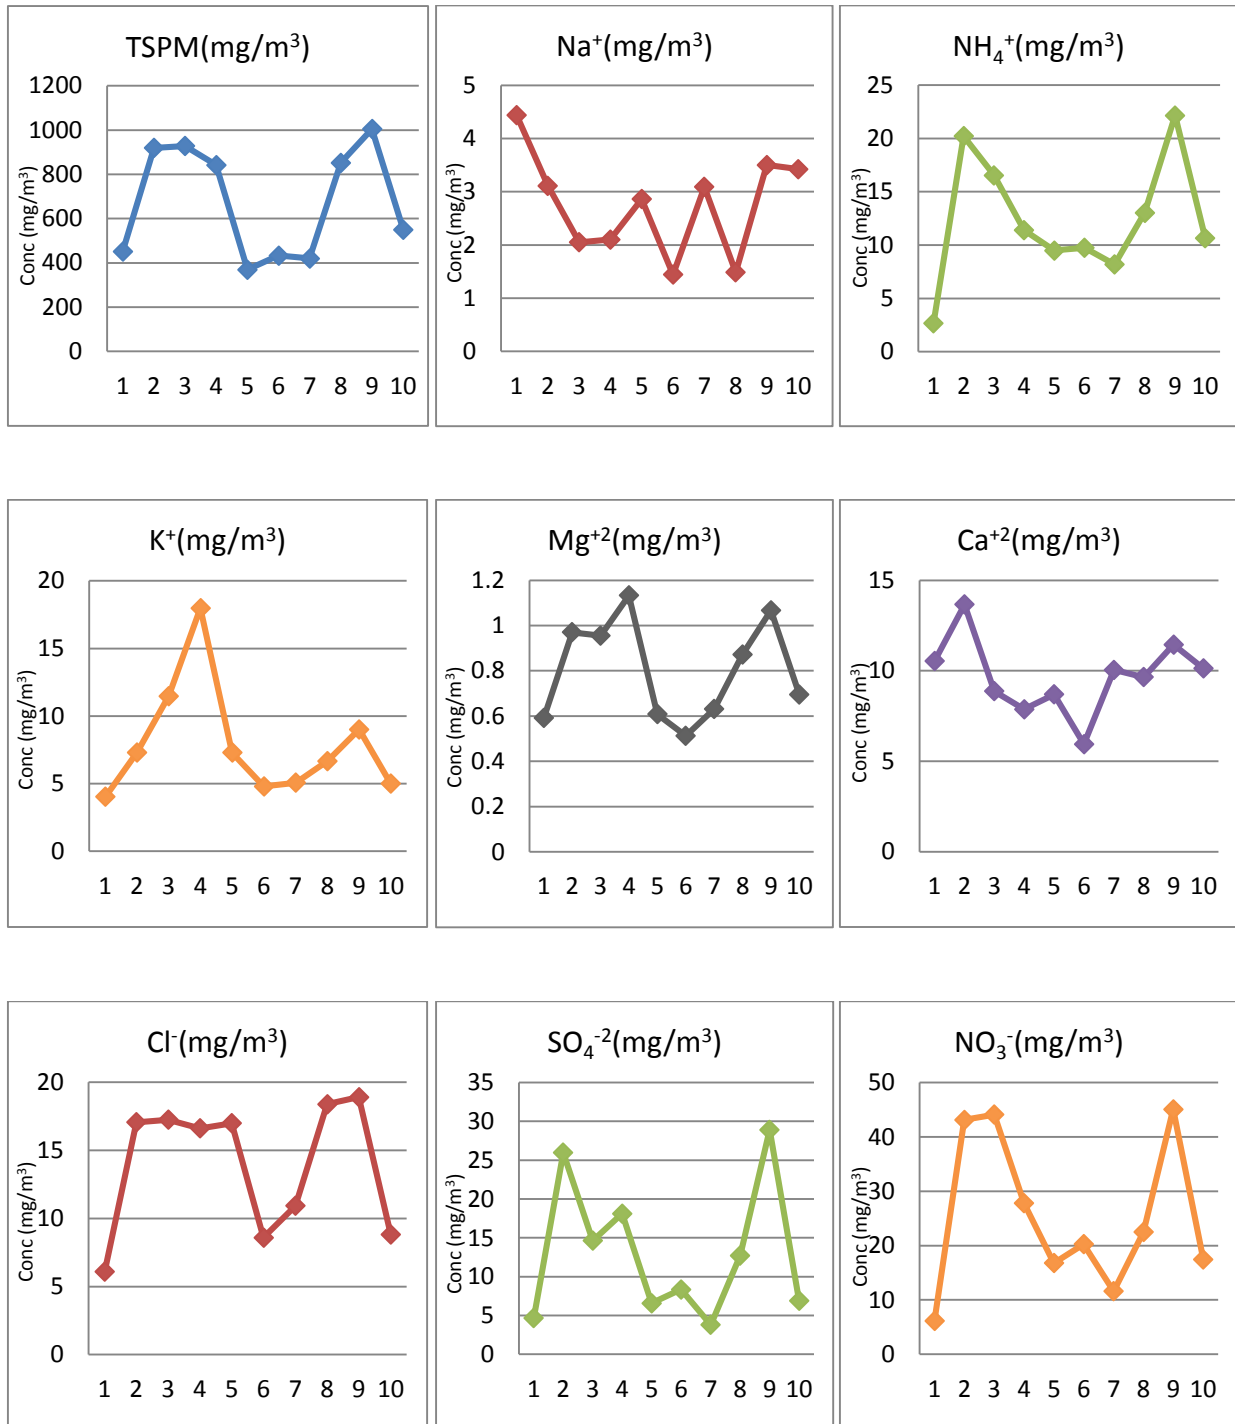 TSPM(mg/m³)
Conc (mg/m³)
1200
1000
800
600
400
200
0
1 2 3 4 5 6 7 8 9 10
Na⁺(mg/m³)
Conc (mg/m³)
5
4
3
2
1
0
1 2 3 4 5 6 7 8 9 10
NH₄⁺(mg/m³)
Conc (mg/m³)
25
20
15
10
5
0
1 2 3 4 5 6 7 8 9 10
K⁺(mg/m³)
Conc (mg/m³)
20
15
10
5
0
1 2 3 4 5 6 7 8 9 10
Mg⁺²(mg/m³)
Conc (mg/m³)
1.2
1
0.8
0.6
0.4
0.2
0
1 2 3 4 5 6 7 8 9 10
Ca⁺²(mg/m³)
Conc (mg/m³)
15
10
5
0
1 2 3 4 5 6 7 8 9 10
Cl⁻(mg/m³)
Conc (mg/m³)
20
15
10
5
0
1 2 3 4 5 6 7 8 9 10
SO₄⁻²(mg/m³)
Conc (mg/m³)
35
30
25
20
15
10
5
0
1 2 3 4 5 6 7 8 9 10
NO₃⁻(mg/m³)
Conc (mg/m³)
50
40
30
20
10
0
1 2 3 4 5 6 7 8 9 10